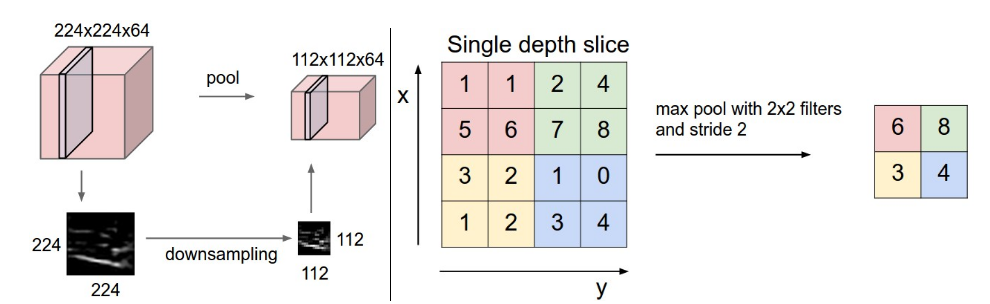 224x224x64
pool
112x112x64
224
224
downsampling
112
112
Single depth slice
x
1 1 2 4
5 6 7 8
3 2 1 0
1 2 3 4
y
max pool with 2x2 filters
and stride 2
6 8
3 4